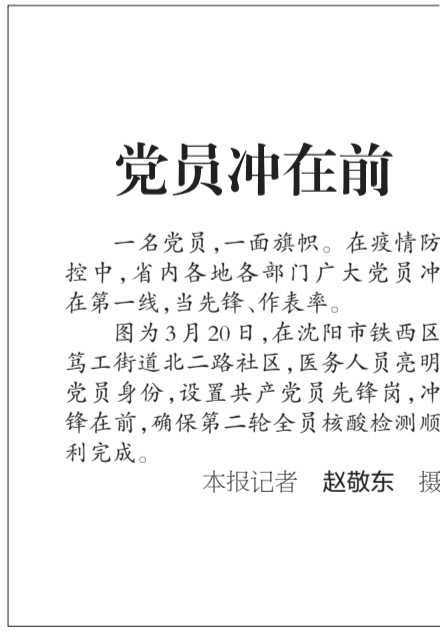 党员冲在前
一名党员，一面旗帜。在疫情防
控中，省内各地各部门广大党员冲
在第一线，当先锋、作表率。
图为3月20日，在沈阳市铁西区
笃工街道北二路社区，医务人员亮明
党员身份，设置共产党员先锋岗，冲
锋在前，确保第二轮全员核酸检测顺
利完成。
本报记者 赵敬东 摄